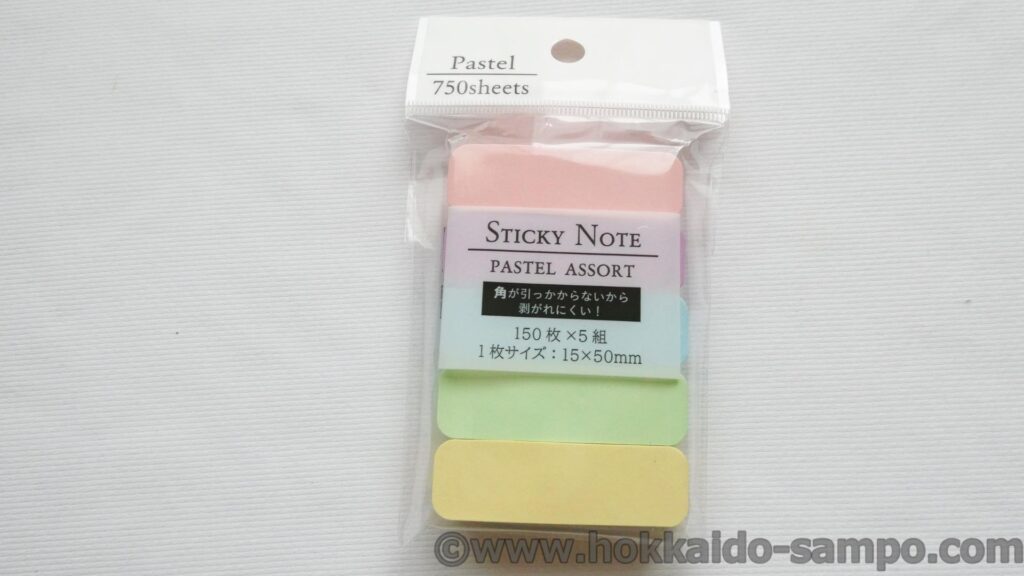 Pastel
750sheets
STICKY NOTE
PASTEL ASSORT
角が引っかからないから
剥がれにくい！
150枚×5組
1枚サイズ：15×50mm
©www.hokkaido-sampo.com